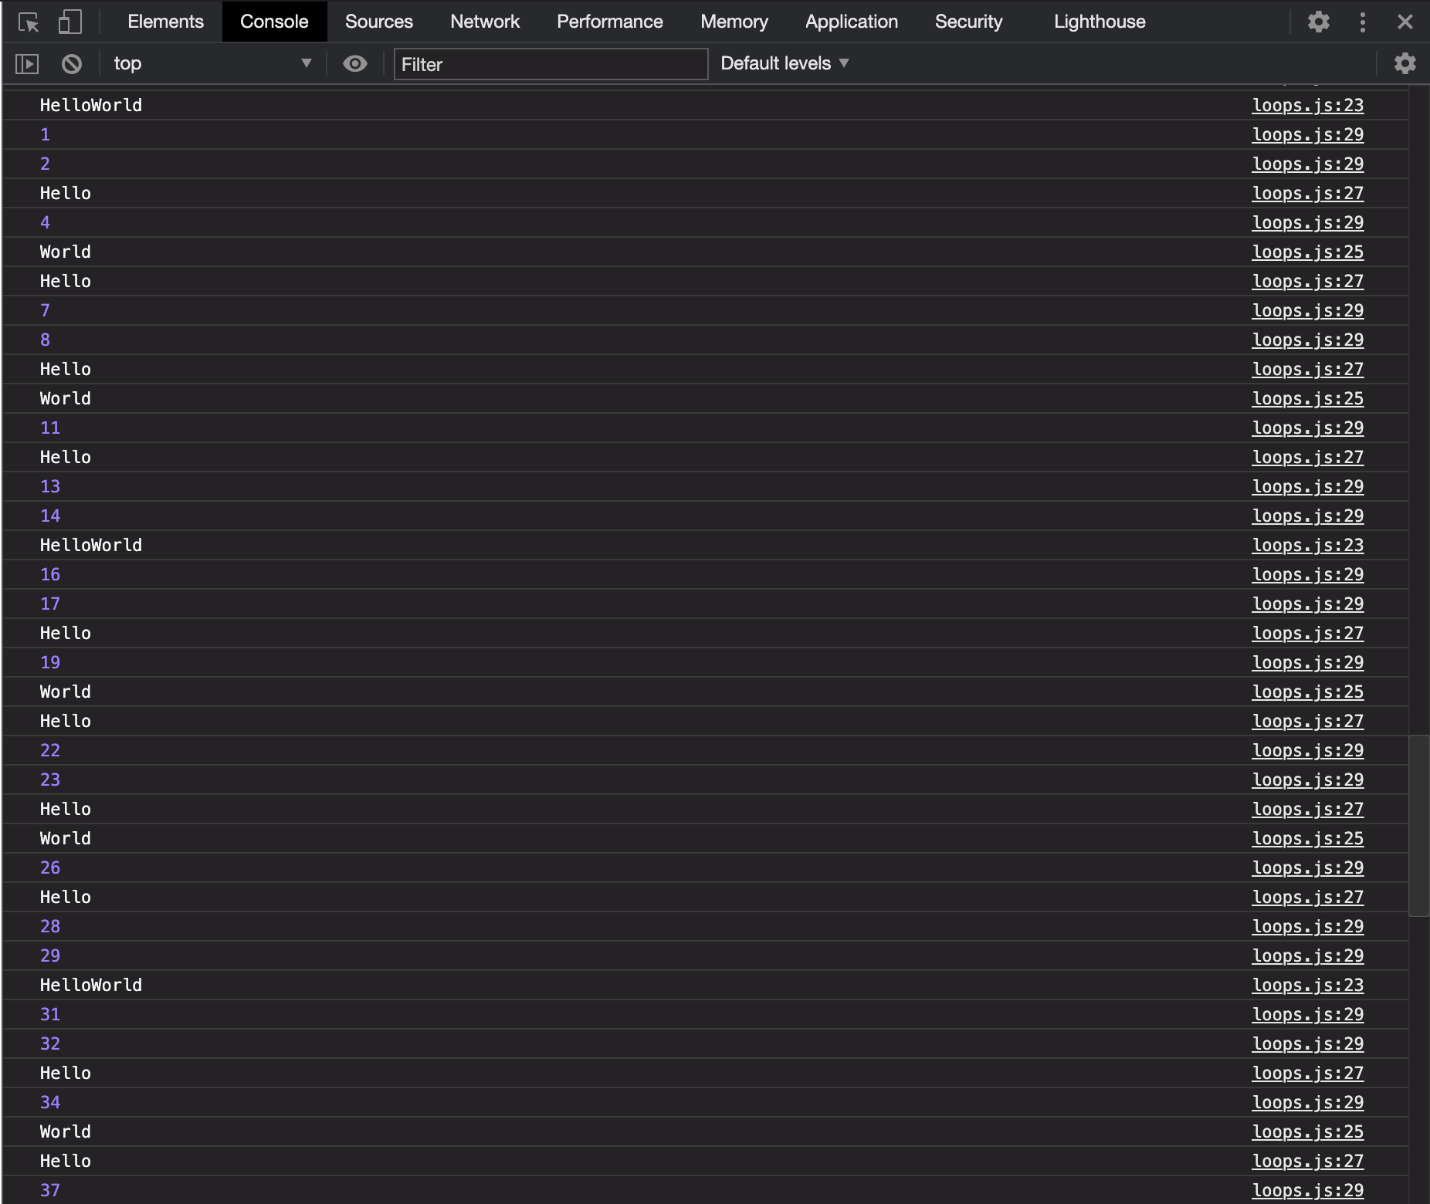 Elements Console Sources Network Performance Memory Application Security Lighthouse
top Filter Default levels
HelloWorld loops.js:23
1 loops.js:29
2 loops.js:29
Hello loops.js:27
4 loops.js:29
World loops.js:25
Hello loops.js:27
7 loops.js:29
8 loops.js:29
Hello loops.js:27
World loops.js:25
11 loops.js:29
Hello loops.js:27
13 loops.js:29
14 loops.js:29
HelloWorld loops.js:23
16 loops.js:29
17 loops.js:29
Hello loops.js:27
19 loops.js:29
World loops.js:25
Hello loops.js:27
22 loops.js:29
23 loops.js:29
Hello loops.js:27
World loops.js:25
26 loops.js:29
Hello loops.js:27
28 loops.js:29
29 loops.js:29
HelloWorld loops.js:23
31 loops.js:29
32 loops.js:29
Hello loops.js:27
34 loops.js:29
World loops.js:25
Hello loops.js:27
37 loops.js:29